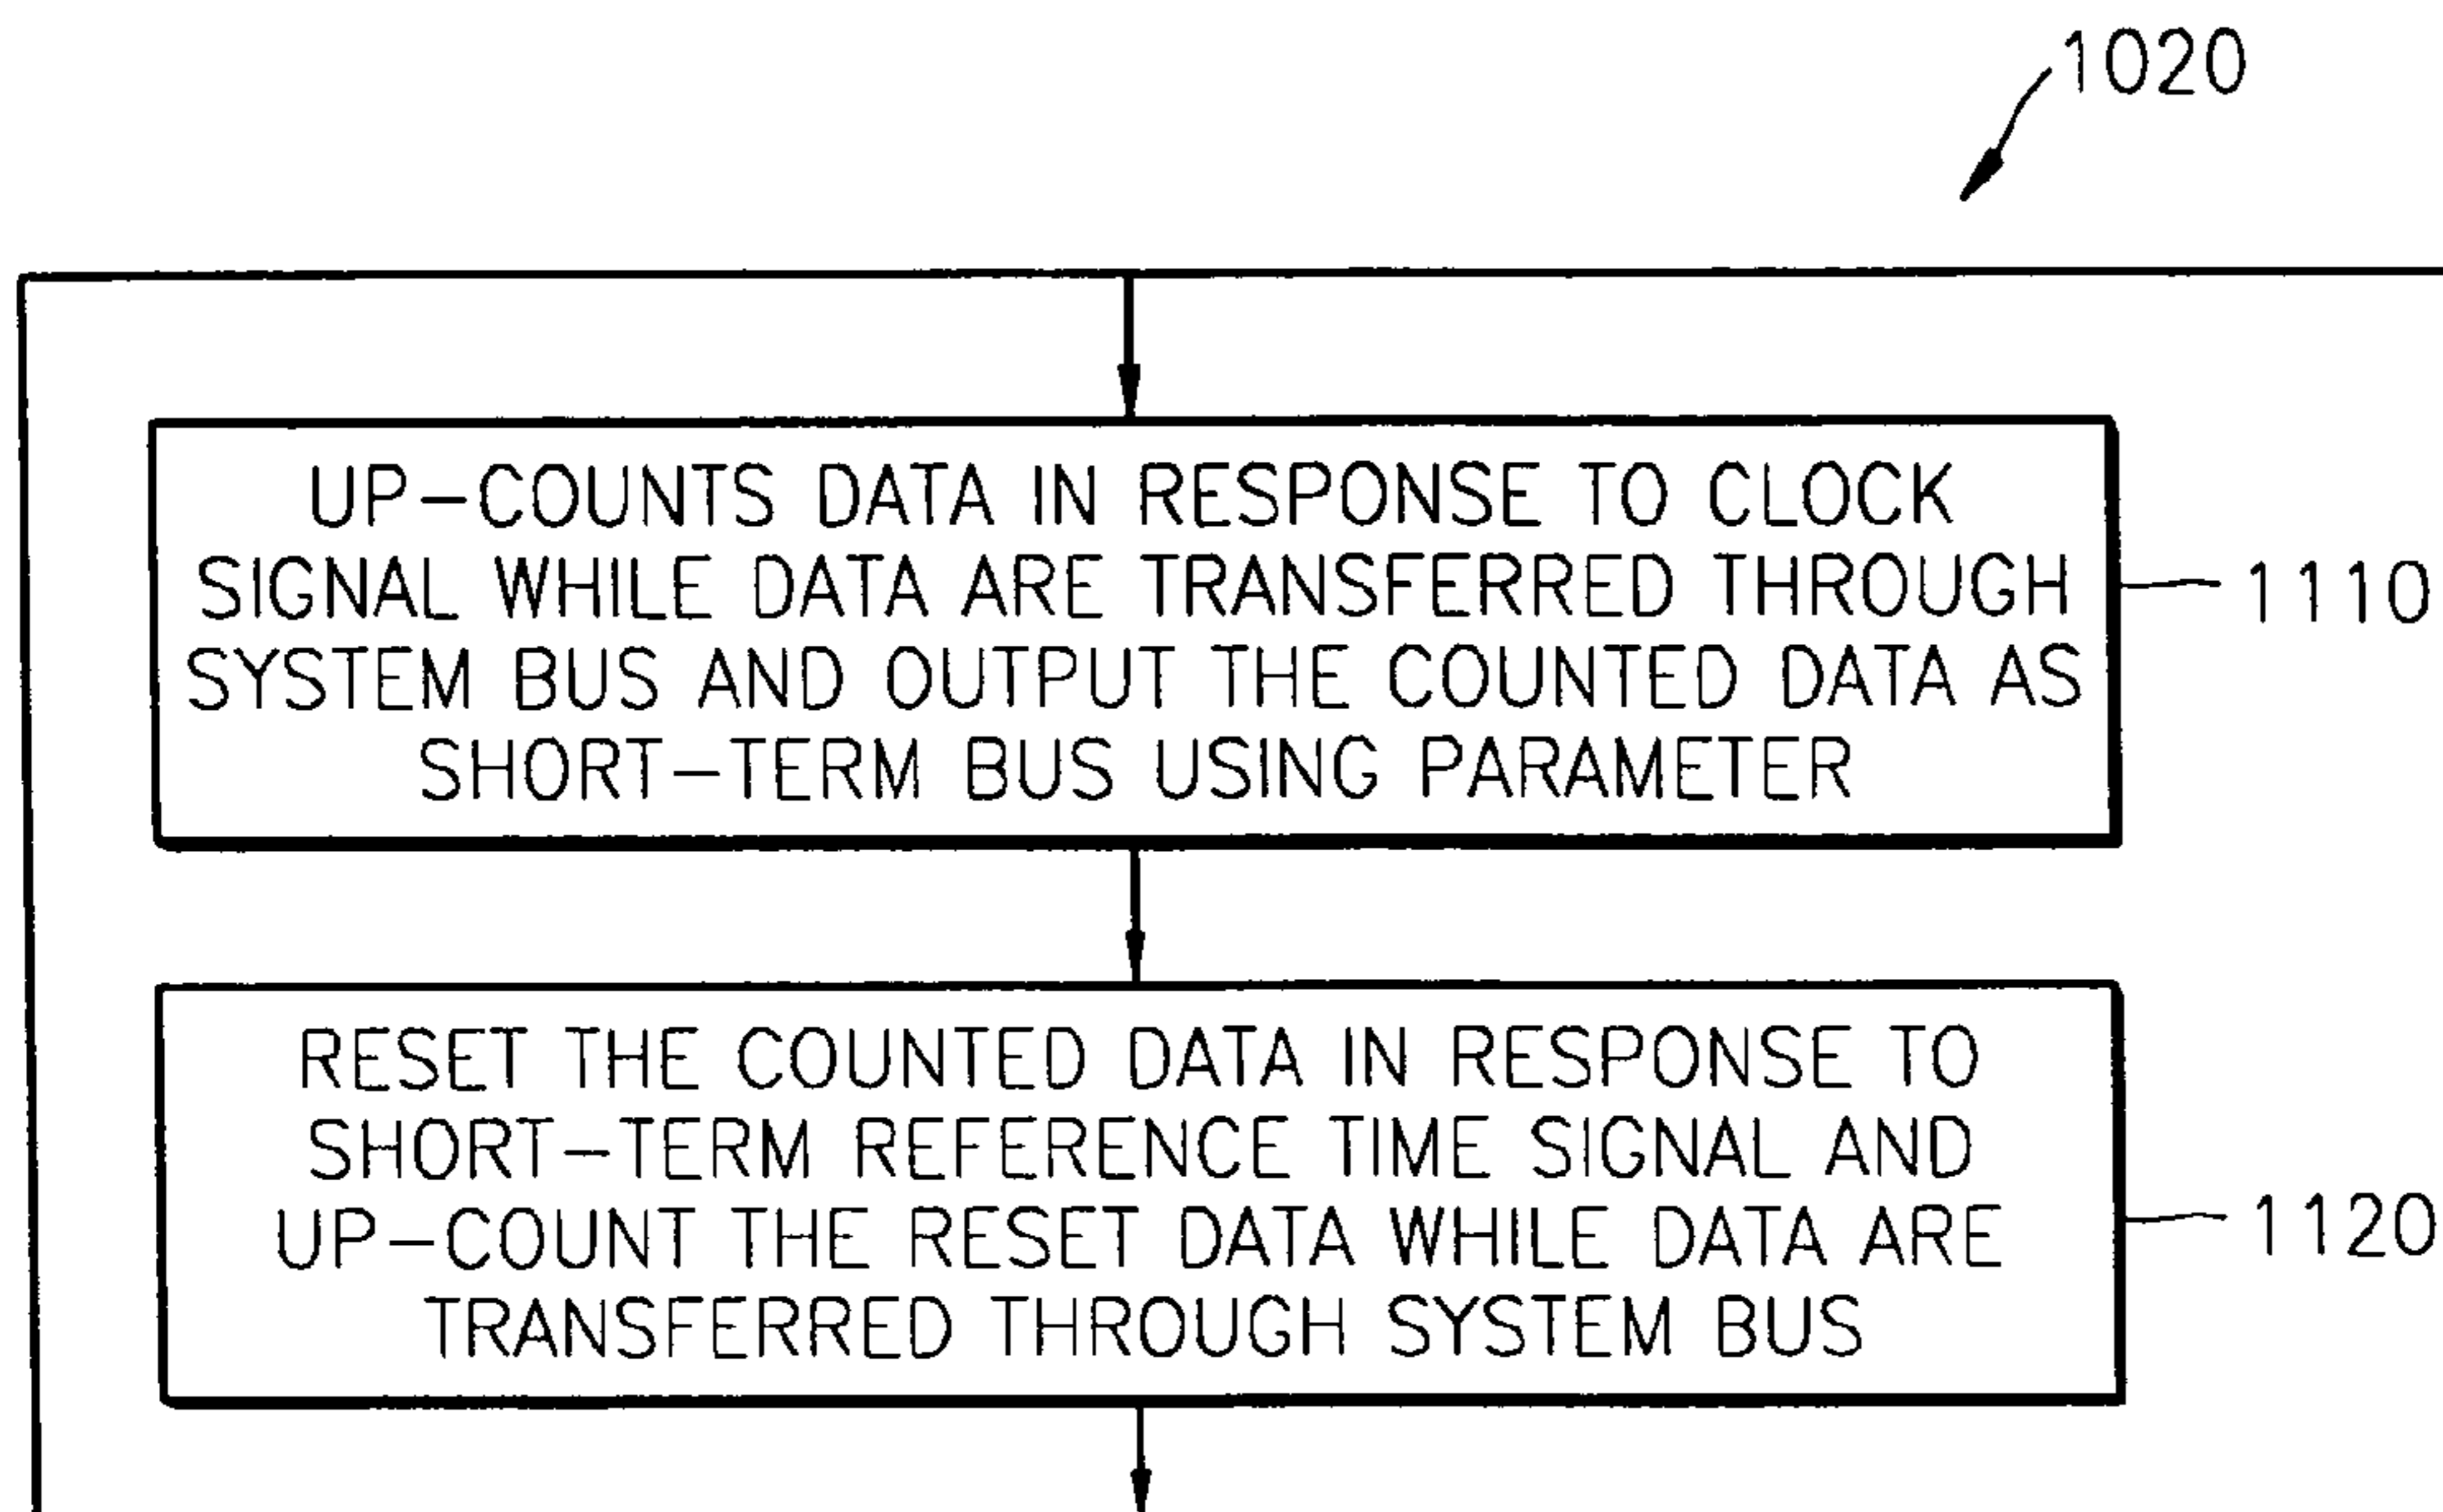 1020
UP-COUNTS DATA IN RESPONSE TO CLOCK
SIGNAL WHILE DATA ARE TRANSFERRED THROUGH
SYSTEM BUS AND OUTPUT THE COUNTED DATA AS
SHORT-TERM BUS USING PARAMETER
1110
RESET THE COUNTED DATA IN RESPONSE TO
SHORT-TERM REFERENCE TIME SIGNAL AND
UP-COUNT THE RESET DATA WHILE DATA ARE
TRANSFERRED THROUGH SYSTEM BUS
1120